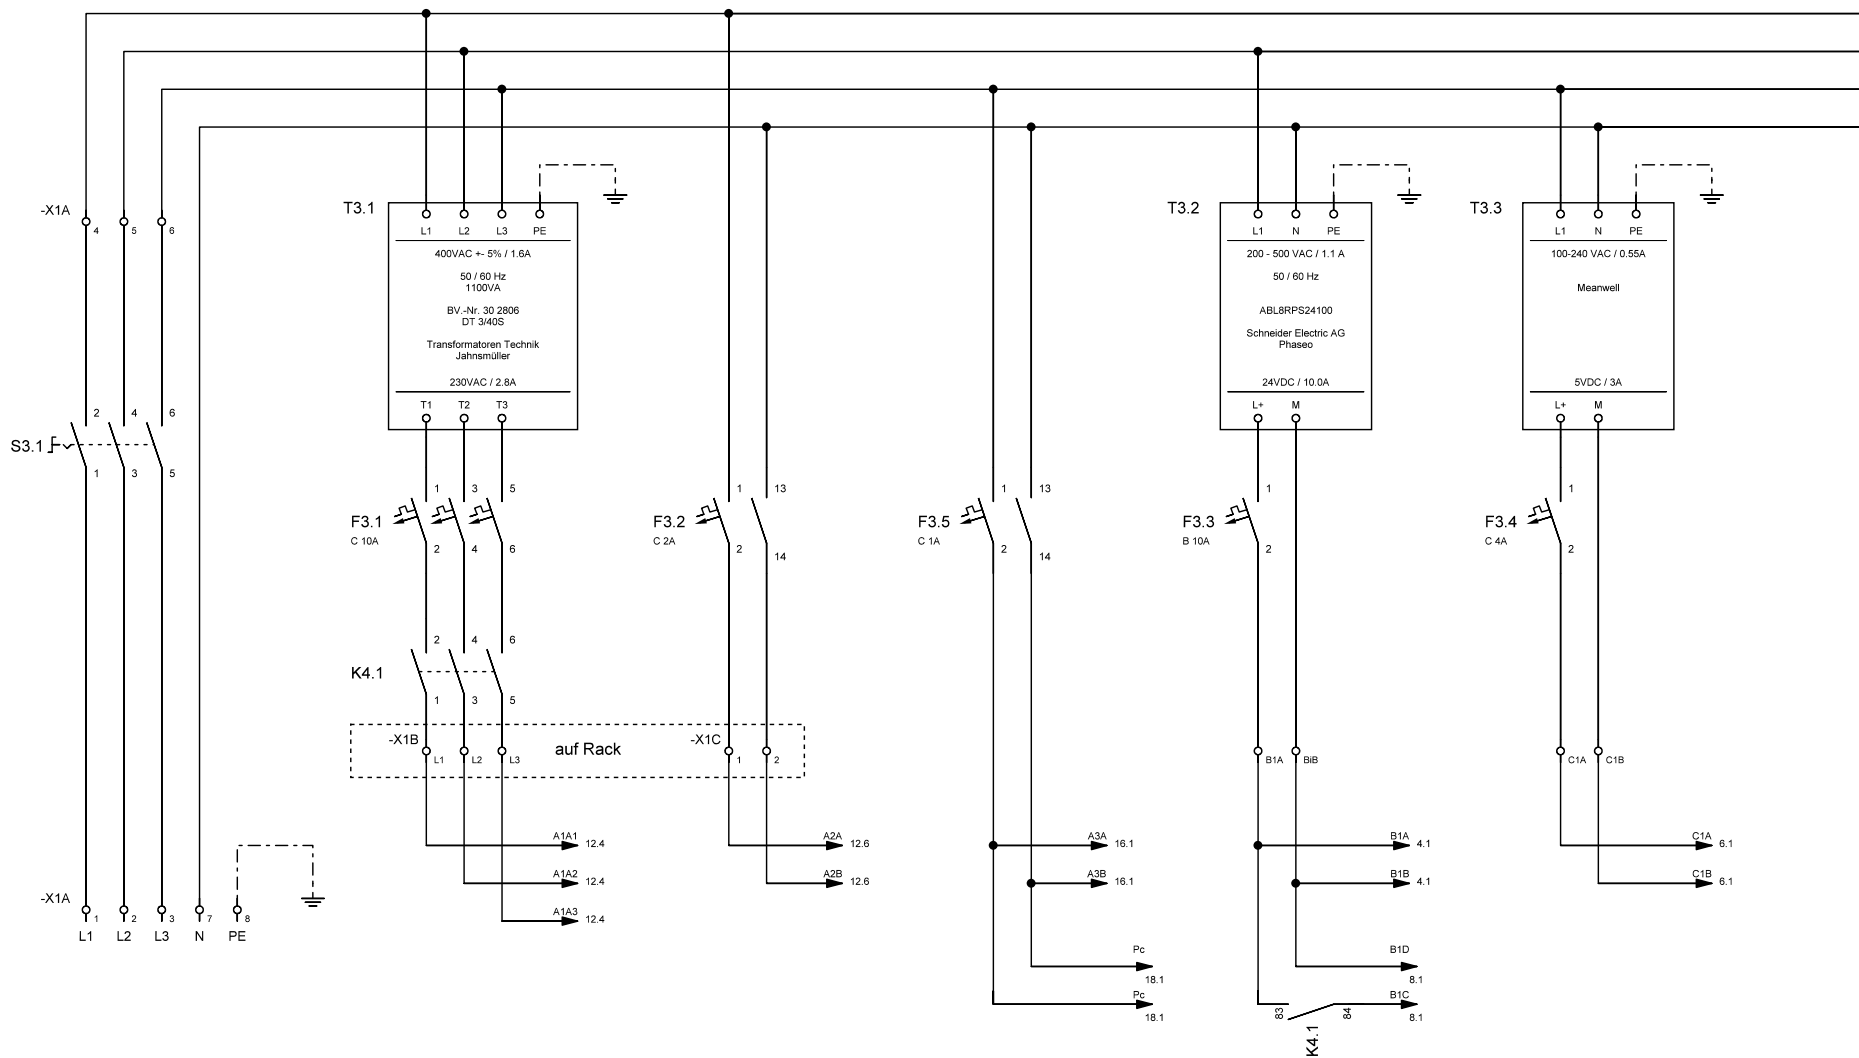 -X1A
4
5
6
T3.1
L1
L2
L3
PE
400VAC +- 5% / 1.6A
50 / 60 Hz
1100VA
BV.-Nr. 30 2806
DT 3/40S
Transformatoren Technik
Jahnsmüller
230VAC / 2.8A
T1
T2
T3
T3.2
L1
N
PE
200 - 500 VAC / 1.1 A
50 / 60 Hz
ABL8RPS24100
Schneider Electric AG
Phaseo
24VDC / 10.0A
L+
M
T3.3
L1
N
PE
100-240 VAC / 0.55A
Meanwell
5VDC / 3A
L+
M
2
4
6
S3.1
1
3
5
1
3
5
F3.1
C 10A
2
4
6
1
13
F3.2
C 2A
2
14
1
13
F3.5
C 1A
2
14
1
F3.3
B 10A
2
1
F3.4
C 4A
2
2
4
6
K4.1
1
3
5
-X1B
L1
L2
L3
auf Rack
-X1C
1
2
B1A
BiB
C1A
C1B
A1A1
12.4
A1A2
12.4
A1A3
12.4
A2A
12.6
A2B
12.6
A3A
16.1
A3B
16.1
B1A
4.1
B1B
4.1
C1A
6.1
C1B
6.1
-X1A
1
2
3
7
8
L1
L2
L3
N
PE
Pc
18.1
Pc
18.1
B1D
8.1
B1C
8.1
83
84
K4.1